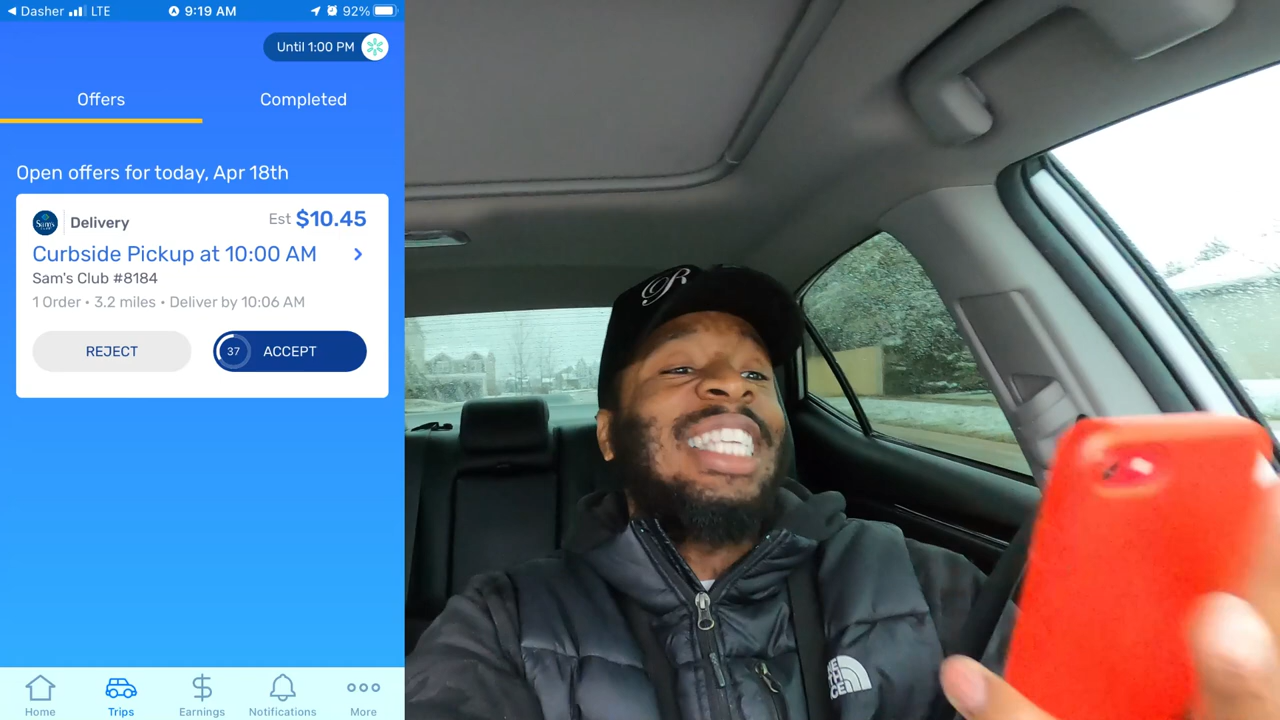 Dasher LTE 9:19 AM 92%
Until 1:00 PM
Offers Completed
Open offers for today, Apr 18th
Sam's Delivery Est $10.45
Curbside Pickup at 10:00 AM
Sam's Club #8184
1 Order • 3.2 miles • Deliver by 10:06 AM
REJECT 37 ACCEPT
Home Trips Earnings Notifications More
R
THE
NORTH
FACE